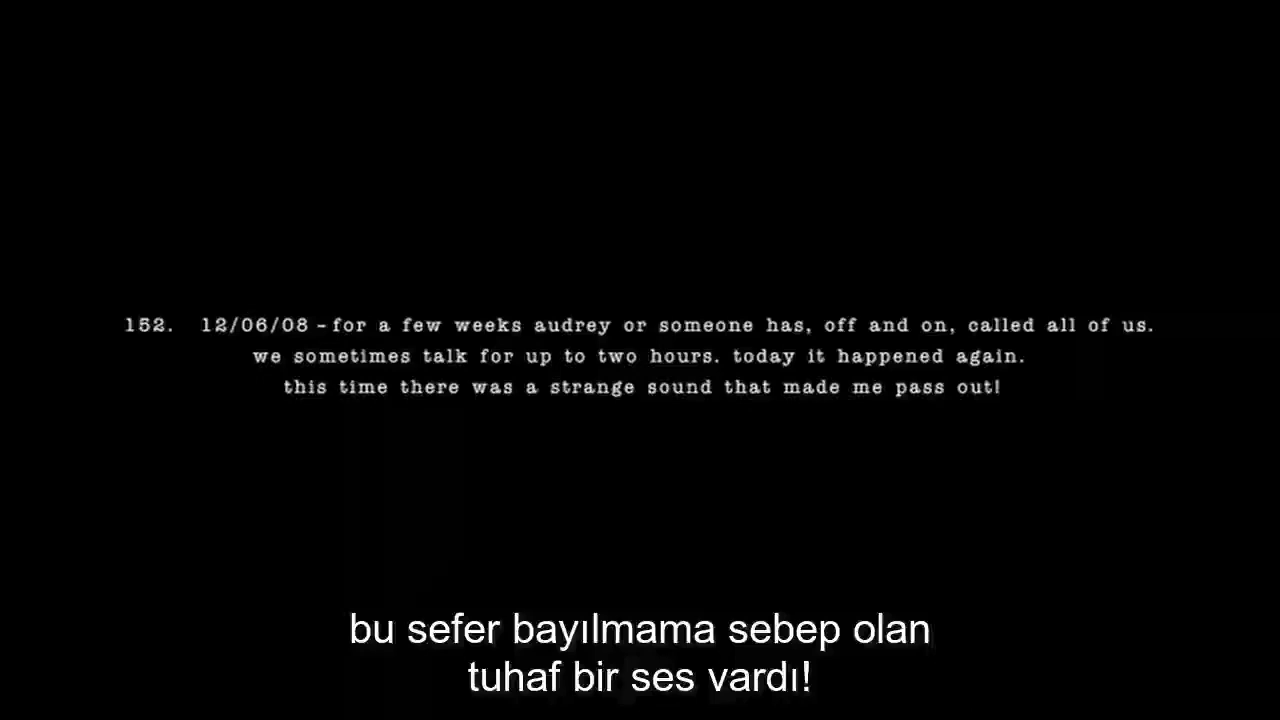 152. 12/06/08 - for a few weeks audrey or someone has, off and on, called all of us.
we sometimes talk for up to two hours. today it happened again.
this time there was a strange sound that made me pass out!
bu sefer bayılmama sebep olan
tuhaf bir ses vardı!